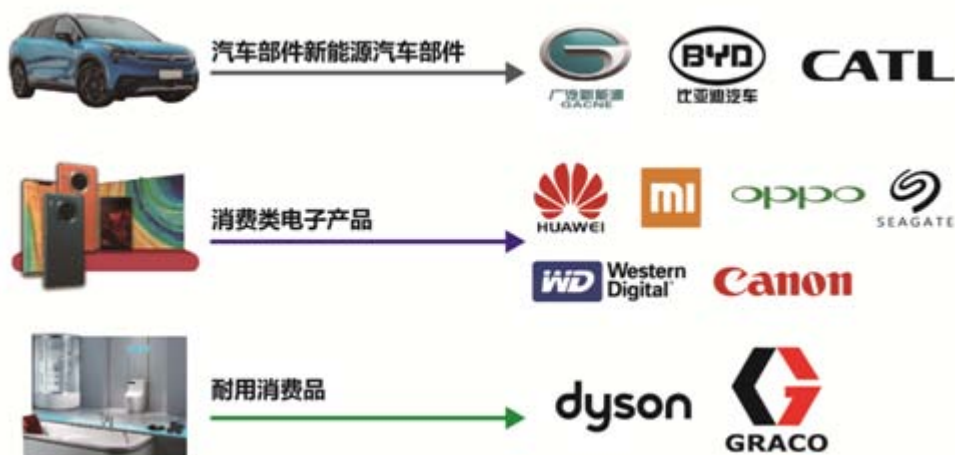 汽车部件新能源汽车部件
广汽新能源
GACNE
BYD
比亚迪汽车
CATL
消费类电子产品
HUAWEI
mi
oppo
SEAGATE
WD Western
Digital
Canon
耐用消费品
dyson
GRACO